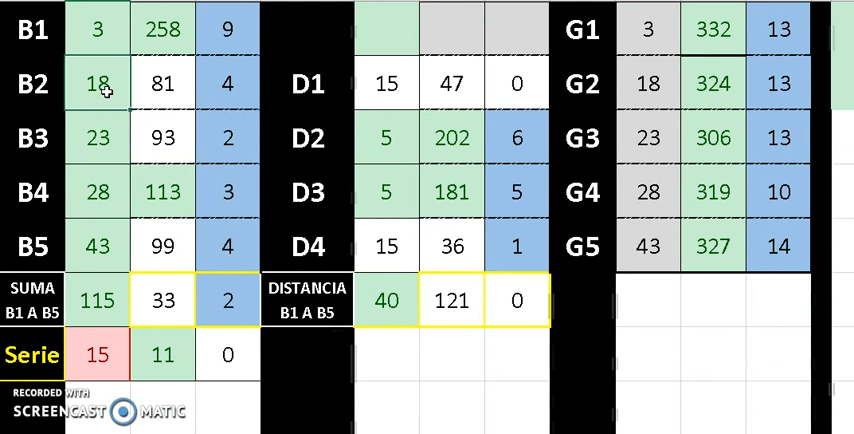 B1 3 258 9 G1 3 332 13
B2 18 81 4 D1 15 47 0 G2 18 324 13
B3 23 93 2 D2 5 202 6 G3 23 306 13
B4 28 113 3 D3 5 181 5 G4 28 319 10
B5 43 99 4 D4 15 36 1 G5 43 327 14
SUMA B1 A B5 115 33 2 DISTANCIA B1 A B5 40 121 0
Serie 15 11 0
RECORDED WITH
SCREENCAST MATIC